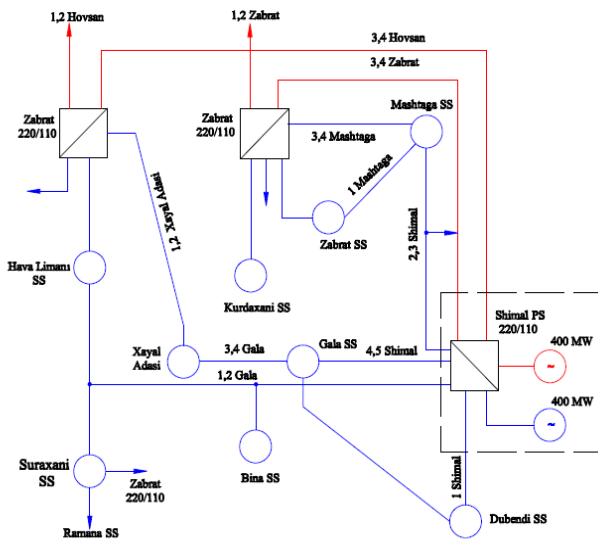 1,2 Hovsan
1,2 Zabrat
3,4 Hovsan
3,4 Zabrat
Mashtaga SS
Zabrat
220/110
Zabrat
220/110
3,4 Mashtaga
1 Mashtaga
1,2 Xayal Adasi
Zabrat SS
2,3 Shimal
Hava Limanı
SS
Kurdaxani SS
Shimal PS
220/110
Xayal
Adasi
3,4 Gala
Gala SS
4,5 Shimal
400 MW
~
1,2 Gala
400 MW
~
Suraxani
SS
Zabrat
220/110
Bina SS
1 Shimal
Ramana SS
Dubendi SS